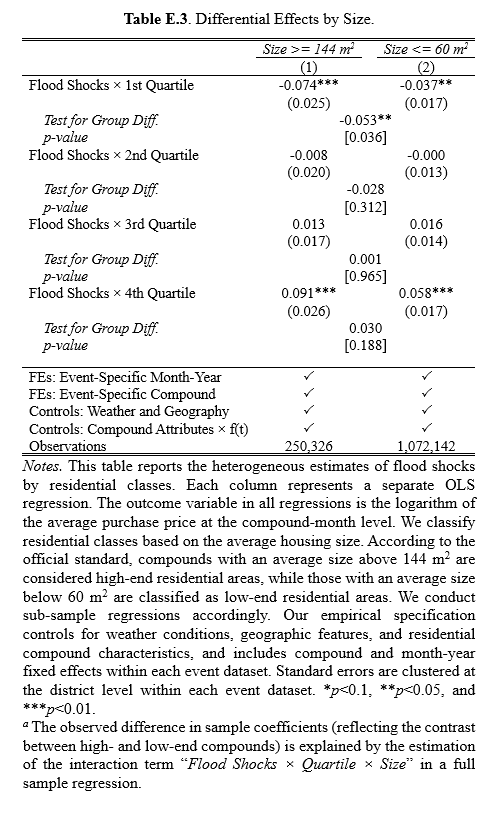 Table E.3. Differential Effects by Size.
Size >= 144 m² Size <= 60 m²
(1) (2)
Flood Shocks × 1st Quartile -0.074*** -0.037**
(0.025) (0.017)
Test for Group Diff. -0.053**
p-value [0.036]
Flood Shocks × 2nd Quartile -0.008 -0.000
(0.020) (0.013)
Test for Group Diff. -0.028
p-value [0.312]
Flood Shocks × 3rd Quartile 0.013 0.016
(0.017) (0.014)
Test for Group Diff. 0.001
p-value [0.965]
Flood Shocks × 4th Quartile 0.091*** 0.058***
(0.026) (0.017)
Test for Group Diff. 0.030
p-value [0.188]
FEs: Event-Specific Month-Year ✓ ✓
FEs: Event-Specific Compound ✓ ✓
Controls: Weather and Geography ✓ ✓
Controls: Compound Attributes × f(t) ✓ ✓
Observations 250,326 1,072,142
Notes. This table reports the heterogeneous estimates of flood shocks
by residential classes. Each column represents a separate OLS
regression. The outcome variable in all regressions is the logarithm of
the average purchase price at the compound-month level. We classify
residential classes based on the average housing size. According to the
official standard, compounds with an average size above 144 m² are
considered high-end residential areas, while those with an average size
below 60 m² are classified as low-end residential areas. We conduct
sub-sample regressions accordingly. Our empirical specification
controls for weather conditions, geographic features, and residential
compound characteristics, and includes compound and month-year
fixed effects within each event dataset. Standard errors are clustered at
the district level within each event dataset. *p<0.1, **p<0.05, and
***p<0.01.
ᵃ The observed difference in sample coefficients (reflecting the contrast
between high- and low-end compounds) is explained by the estimation
of the interaction term “Flood Shocks × Quartile × Size” in a full
sample regression.